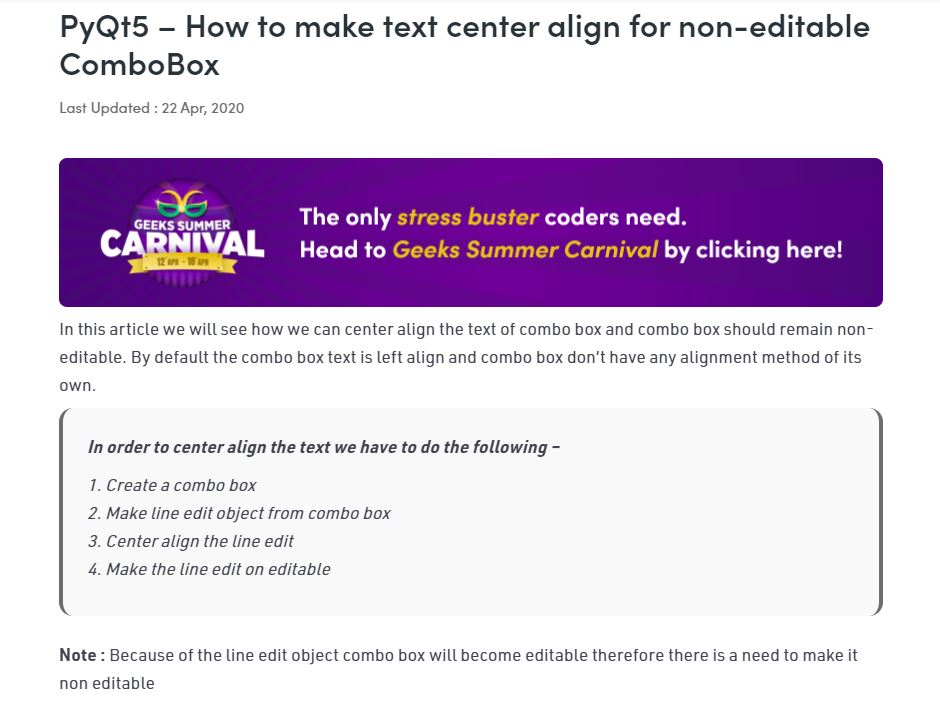 PyQt5 – How to make text center align for non-editable
ComboBox
Last Updated : 22 Apr, 2020
GEEKS SUMMER
CARNIVAL
12 APR - 18 APR
The only stress buster coders need.
Head to Geeks Summer Carnival by clicking here!
In this article we will see how we can center align the text of combo box and combo box should remain non-
editable. By default the combo box text is left align and combo box don’t have any alignment method of its
own.
In order to center align the text we have to do the following –
1. Create a combo box
2. Make line edit object from combo box
3. Center align the line edit
4. Make the line edit on editable
Note : Because of the line edit object combo box will become editable therefore there is a need to make it
non editable